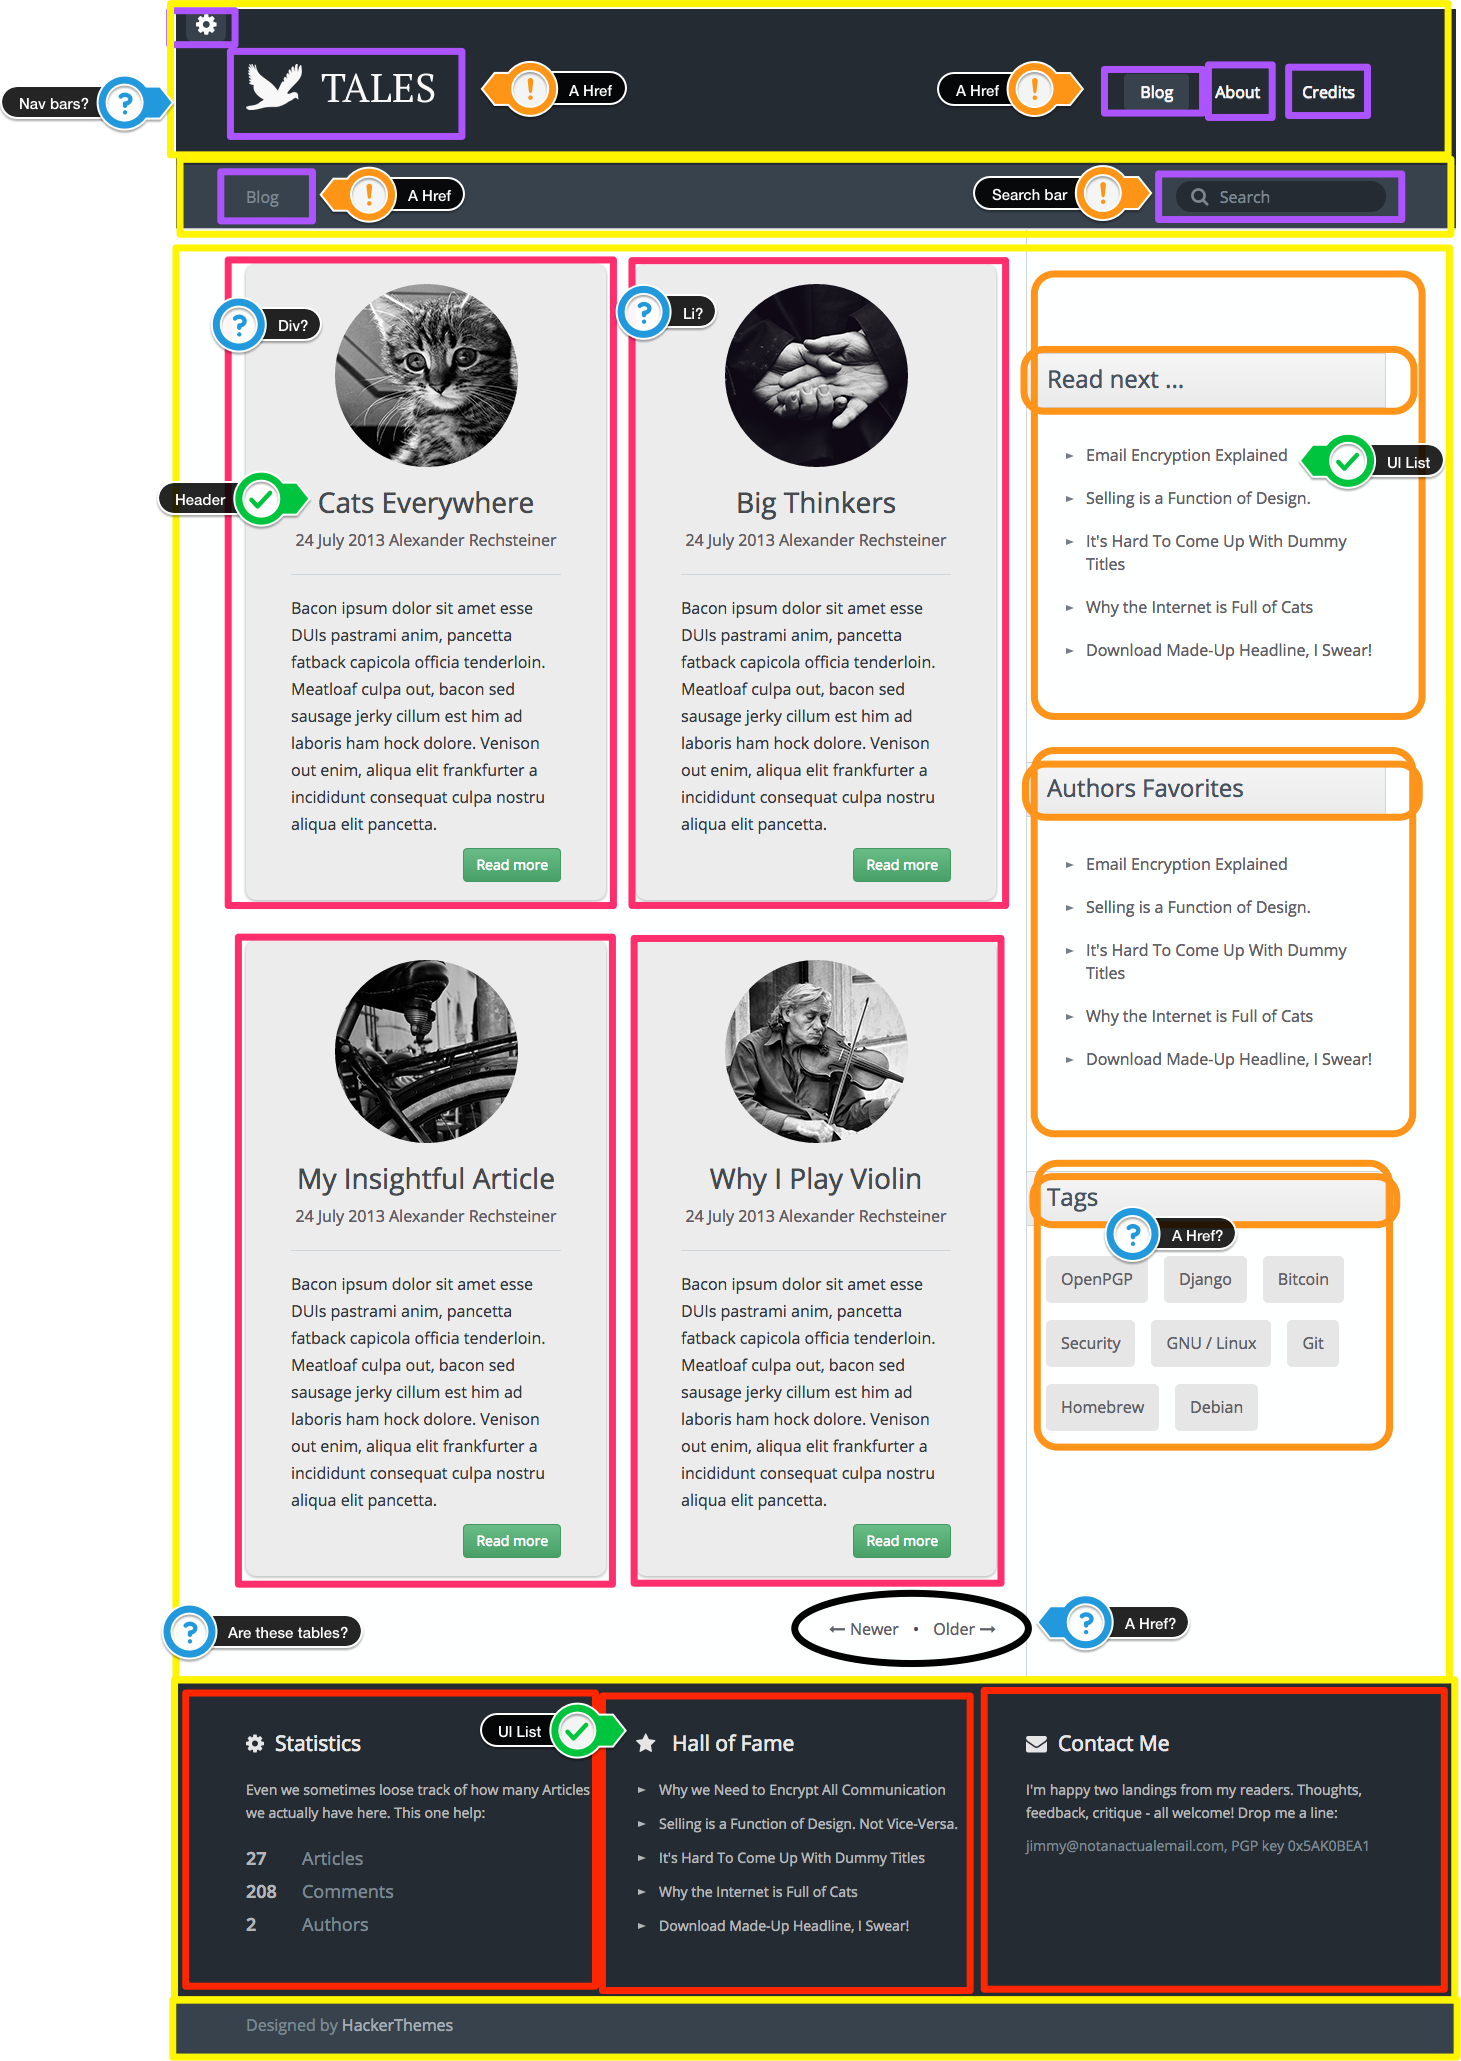 TALES
A Href
A Href
Blog
About
Credits
Nav bars?
Blog
A Href
Search bar
Search
Div?
Li?
Header
Cats Everywhere
24 July 2013 Alexander Rechsteiner
Bacon ipsum dolor sit amet esse
DUIs pastrami anim, pancetta
fatback capicola officia tenderloin.
Meatloaf culpa out, bacon sed
sausage jerky cillum est him ad
laboris ham hock dolore. Venison
out enim, aliqua elit frankfurter a
incididunt consequat culpa nostru
aliqua elit pancetta.
Read more
Big Thinkers
24 July 2013 Alexander Rechsteiner
Bacon ipsum dolor sit amet esse
DUIs pastrami anim, pancetta
fatback capicola officia tenderloin.
Meatloaf culpa out, bacon sed
sausage jerky cillum est him ad
laboris ham hock dolore. Venison
out enim, aliqua elit frankfurter a
incididunt consequat culpa nostru
aliqua elit pancetta.
Read more
My Insightful Article
24 July 2013 Alexander Rechsteiner
Bacon ipsum dolor sit amet esse
DUIs pastrami anim, pancetta
fatback capicola officia tenderloin.
Meatloaf culpa out, bacon sed
sausage jerky cillum est him ad
laboris ham hock dolore. Venison
out enim, aliqua elit frankfurter a
incididunt consequat culpa nostru
aliqua elit pancetta.
Read more
Why I Play Violin
24 July 2013 Alexander Rechsteiner
Bacon ipsum dolor sit amet esse
DUIs pastrami anim, pancetta
fatback capicola officia tenderloin.
Meatloaf culpa out, bacon sed
sausage jerky cillum est him ad
laboris ham hock dolore. Venison
out enim, aliqua elit frankfurter a
incididunt consequat culpa nostru
aliqua elit pancetta.
Read more
Read next ...
Email Encryption Explained
UI List
Selling is a Function of Design.
It's Hard To Come Up With Dummy
Titles
Why the Internet is Full of Cats
Download Made-Up Headline, I Swear!
Authors Favorites
Email Encryption Explained
Selling is a Function of Design.
It's Hard To Come Up With Dummy
Titles
Why the Internet is Full of Cats
Download Made-Up Headline, I Swear!
Tags
A Href?
OpenPGP Django Bitcoin
Security GNU / Linux Git
Homebrew Debian
Are these tables?
← Newer • Older →
A Href?
Statistics
Even we sometimes loose track of how many Articles
we actually have here. This one help:
27 Articles
208 Comments
2 Authors
UI List
Hall of Fame
Why we Need to Encrypt All Communication
Selling is a Function of Design. Not Vice-Versa.
It's Hard To Come Up With Dummy Titles
Why the Internet is Full of Cats
Download Made-Up Headline, I Swear!
Contact Me
I'm happy two landings from my readers. Thoughts,
feedback, critique - all welcome! Drop me a line:
jimmy@notanactualemail.com, PGP key 0x5AK0BEA1
Designed by HackerThemes